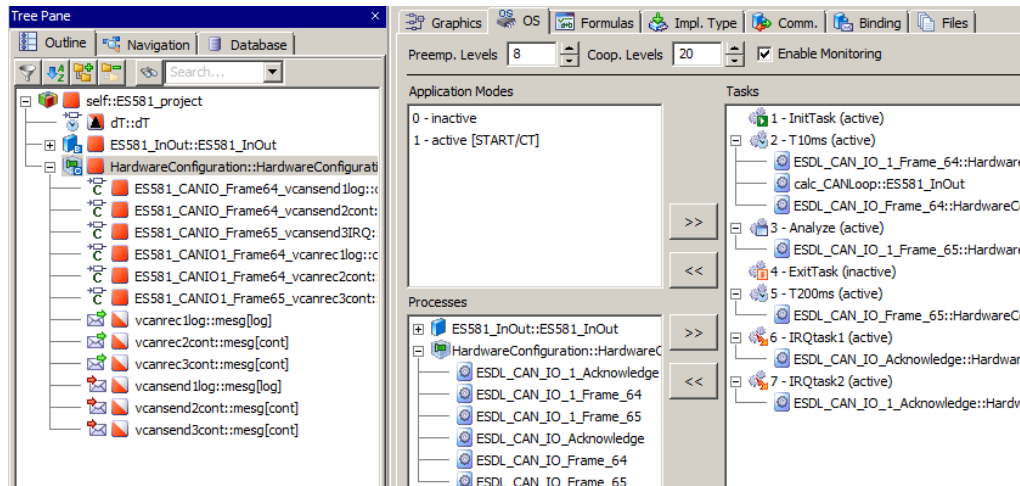 Tree Pane
Outline Navigation Database
Search...
self::ES581_project
dT::dT
ES581_InOut::ES581_InOut
HardwareConfiguration::HardwareConfigurati
ES581_CANIO_Frame64_vcansend1log::c
ES581_CANIO_Frame64_vcansend2cont:
ES581_CANIO_Frame65_vcansend3IRQ:
ES581_CANIO1_Frame64_vcanrec1log::c
ES581_CANIO1_Frame64_vcanrec2cont:
ES581_CANIO1_Frame65_vcanrec3cont:
vcanrec1log::mesg[log]
vcanrec2cont::mesg[cont]
vcanrec3cont::mesg[cont]
vcansend1log::mesg[log]
vcansend2cont::mesg[cont]
vcansend3cont::mesg[cont]
Graphics OS Formulas Impl. Type Comm. Binding Files
Preemp. Levels 8 Coop. Levels 20 Enable Monitoring
Application Modes
0 - inactive
1 - active [START/CT]
>>
<<
Processes
ES581_InOut::ES581_InOut
HardwareConfiguration::HardwareC
ESDL_CAN_IO_1_Acknowledge
ESDL_CAN_IO_1_Frame_64
ESDL_CAN_IO_1_Frame_65
ESDL_CAN_IO_Acknowledge
ESDL_CAN_IO_Frame_64
ESDL_CAN_IO_Frame_65
>>
<<
Tasks
1 - InitTask (active)
2 - T10ms (active)
ESDL_CAN_IO_1_Frame_64::Hardware
calc_CANLoop::ES581_InOut
ESDL_CAN_IO_Frame_64::HardwareCo
3 - Analyze (active)
ESDL_CAN_IO_1_Frame_65::Hardware
4 - ExitTask (inactive)
5 - T200ms (active)
ESDL_CAN_IO_Frame_65::HardwareCo
6 - IRQtask1 (active)
ESDL_CAN_IO_Acknowledge::Hardwar
7 - IRQtask2 (active)
ESDL_CAN_IO_1_Acknowledge::Hardw